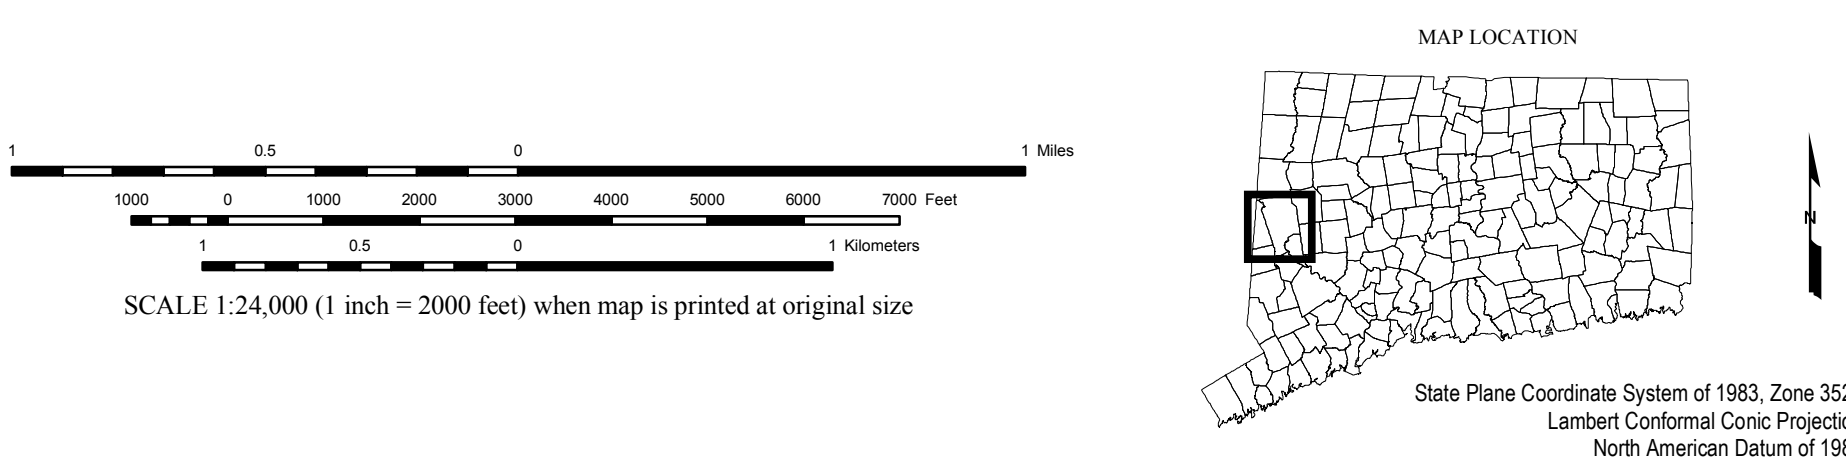 1 0.5 0 1 Miles
1000 0 1000 2000 3000 4000 5000 6000 7000 Feet
1 0.5 0 1 Kilometers
SCALE 1:24,000 (1 inch = 2000 feet) when map is printed at original size
MAP LOCATION
N
State Plane Coordinate System of 1983, Zone 352
Lambert Conformal Conic Projectio
North American Datum of 198